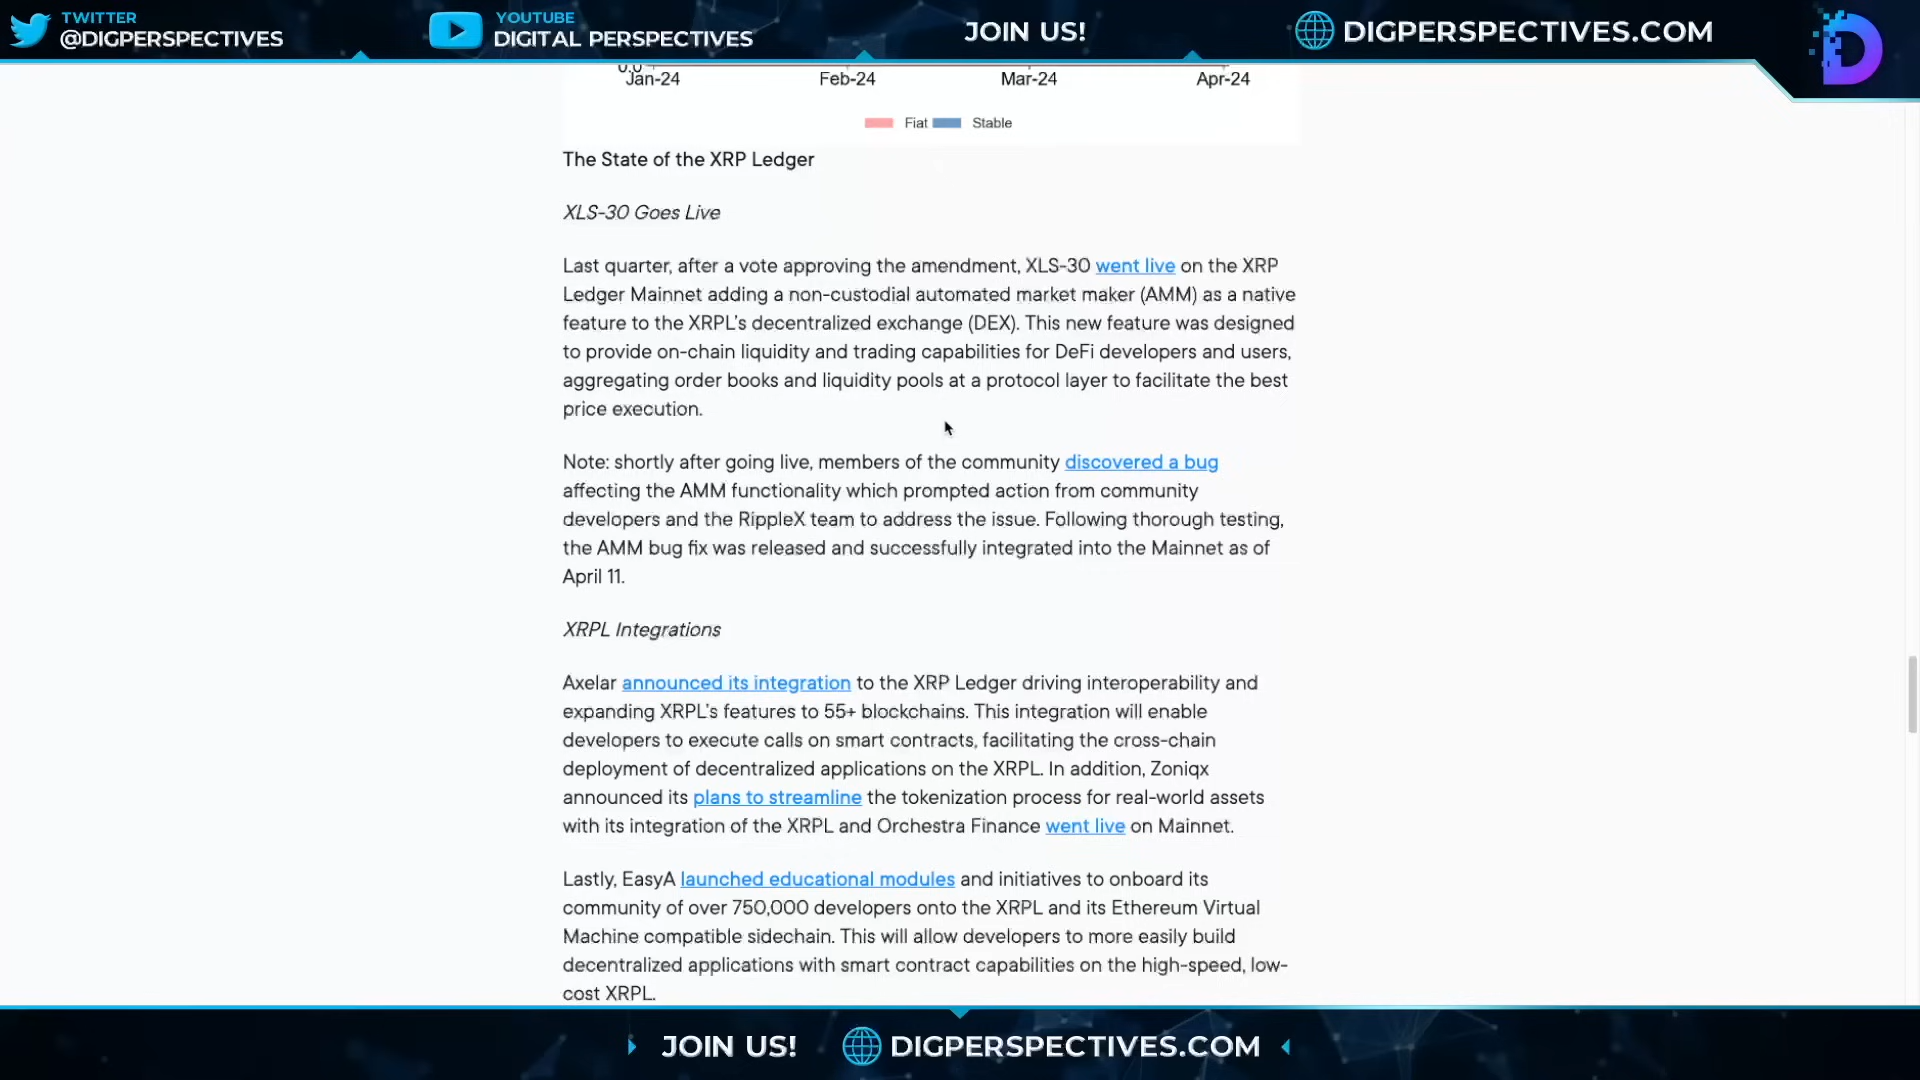 TWITTER
@DIGPERSPECTIVES
YOUTUBE
DIGITAL PERSPECTIVES
JOIN US!
DIGPERSPECTIVES.COM
0.0
Jan-24 Feb-24 Mar-24 Apr-24
Fiat Stable
The State of the XRP Ledger
XLS-30 Goes Live
Last quarter, after a vote approving the amendment, XLS-30 went live on the XRP
Ledger Mainnet adding a non-custodial automated market maker (AMM) as a native
feature to the XRPL’s decentralized exchange (DEX). This new feature was designed
to provide on-chain liquidity and trading capabilities for DeFi developers and users,
aggregating order books and liquidity pools at a protocol layer to facilitate the best
price execution.
Note: shortly after going live, members of the community discovered a bug
affecting the AMM functionality which prompted action from community
developers and the RippleX team to address the issue. Following thorough testing,
the AMM bug fix was released and successfully integrated into the Mainnet as of
April 11.
XRPL Integrations
Axelar announced its integration to the XRP Ledger driving interoperability and
expanding XRPL’s features to 55+ blockchains. This integration will enable
developers to execute calls on smart contracts, facilitating the cross-chain
deployment of decentralized applications on the XRPL. In addition, Zoniqx
announced its plans to streamline the tokenization process for real-world assets
with its integration of the XRPL and Orchestra Finance went live on Mainnet.
Lastly, EasyA launched educational modules and initiatives to onboard its
community of over 750,000 developers onto the XRPL and its Ethereum Virtual
Machine compatible sidechain. This will allow developers to more easily build
decentralized applications with smart contract capabilities on the high-speed, low-
cost XRPL.
JOIN US! DIGPERSPECTIVES.COM